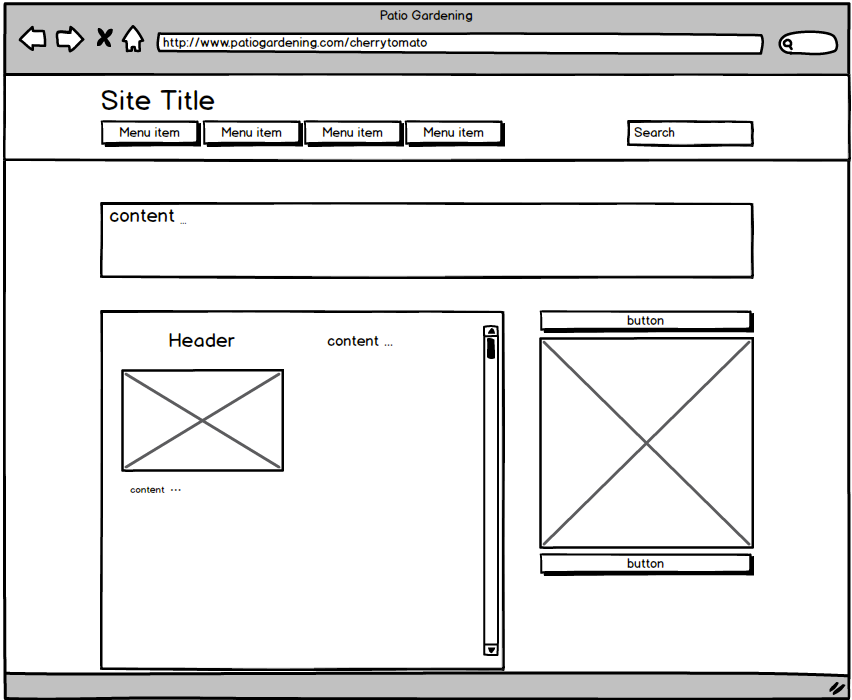 Patio Gardening
http://www.patiogardening.com/cherrytomato
Site Title
Menu item Menu item Menu item Menu item Search
content ...
button
Header content ...
content ...
button